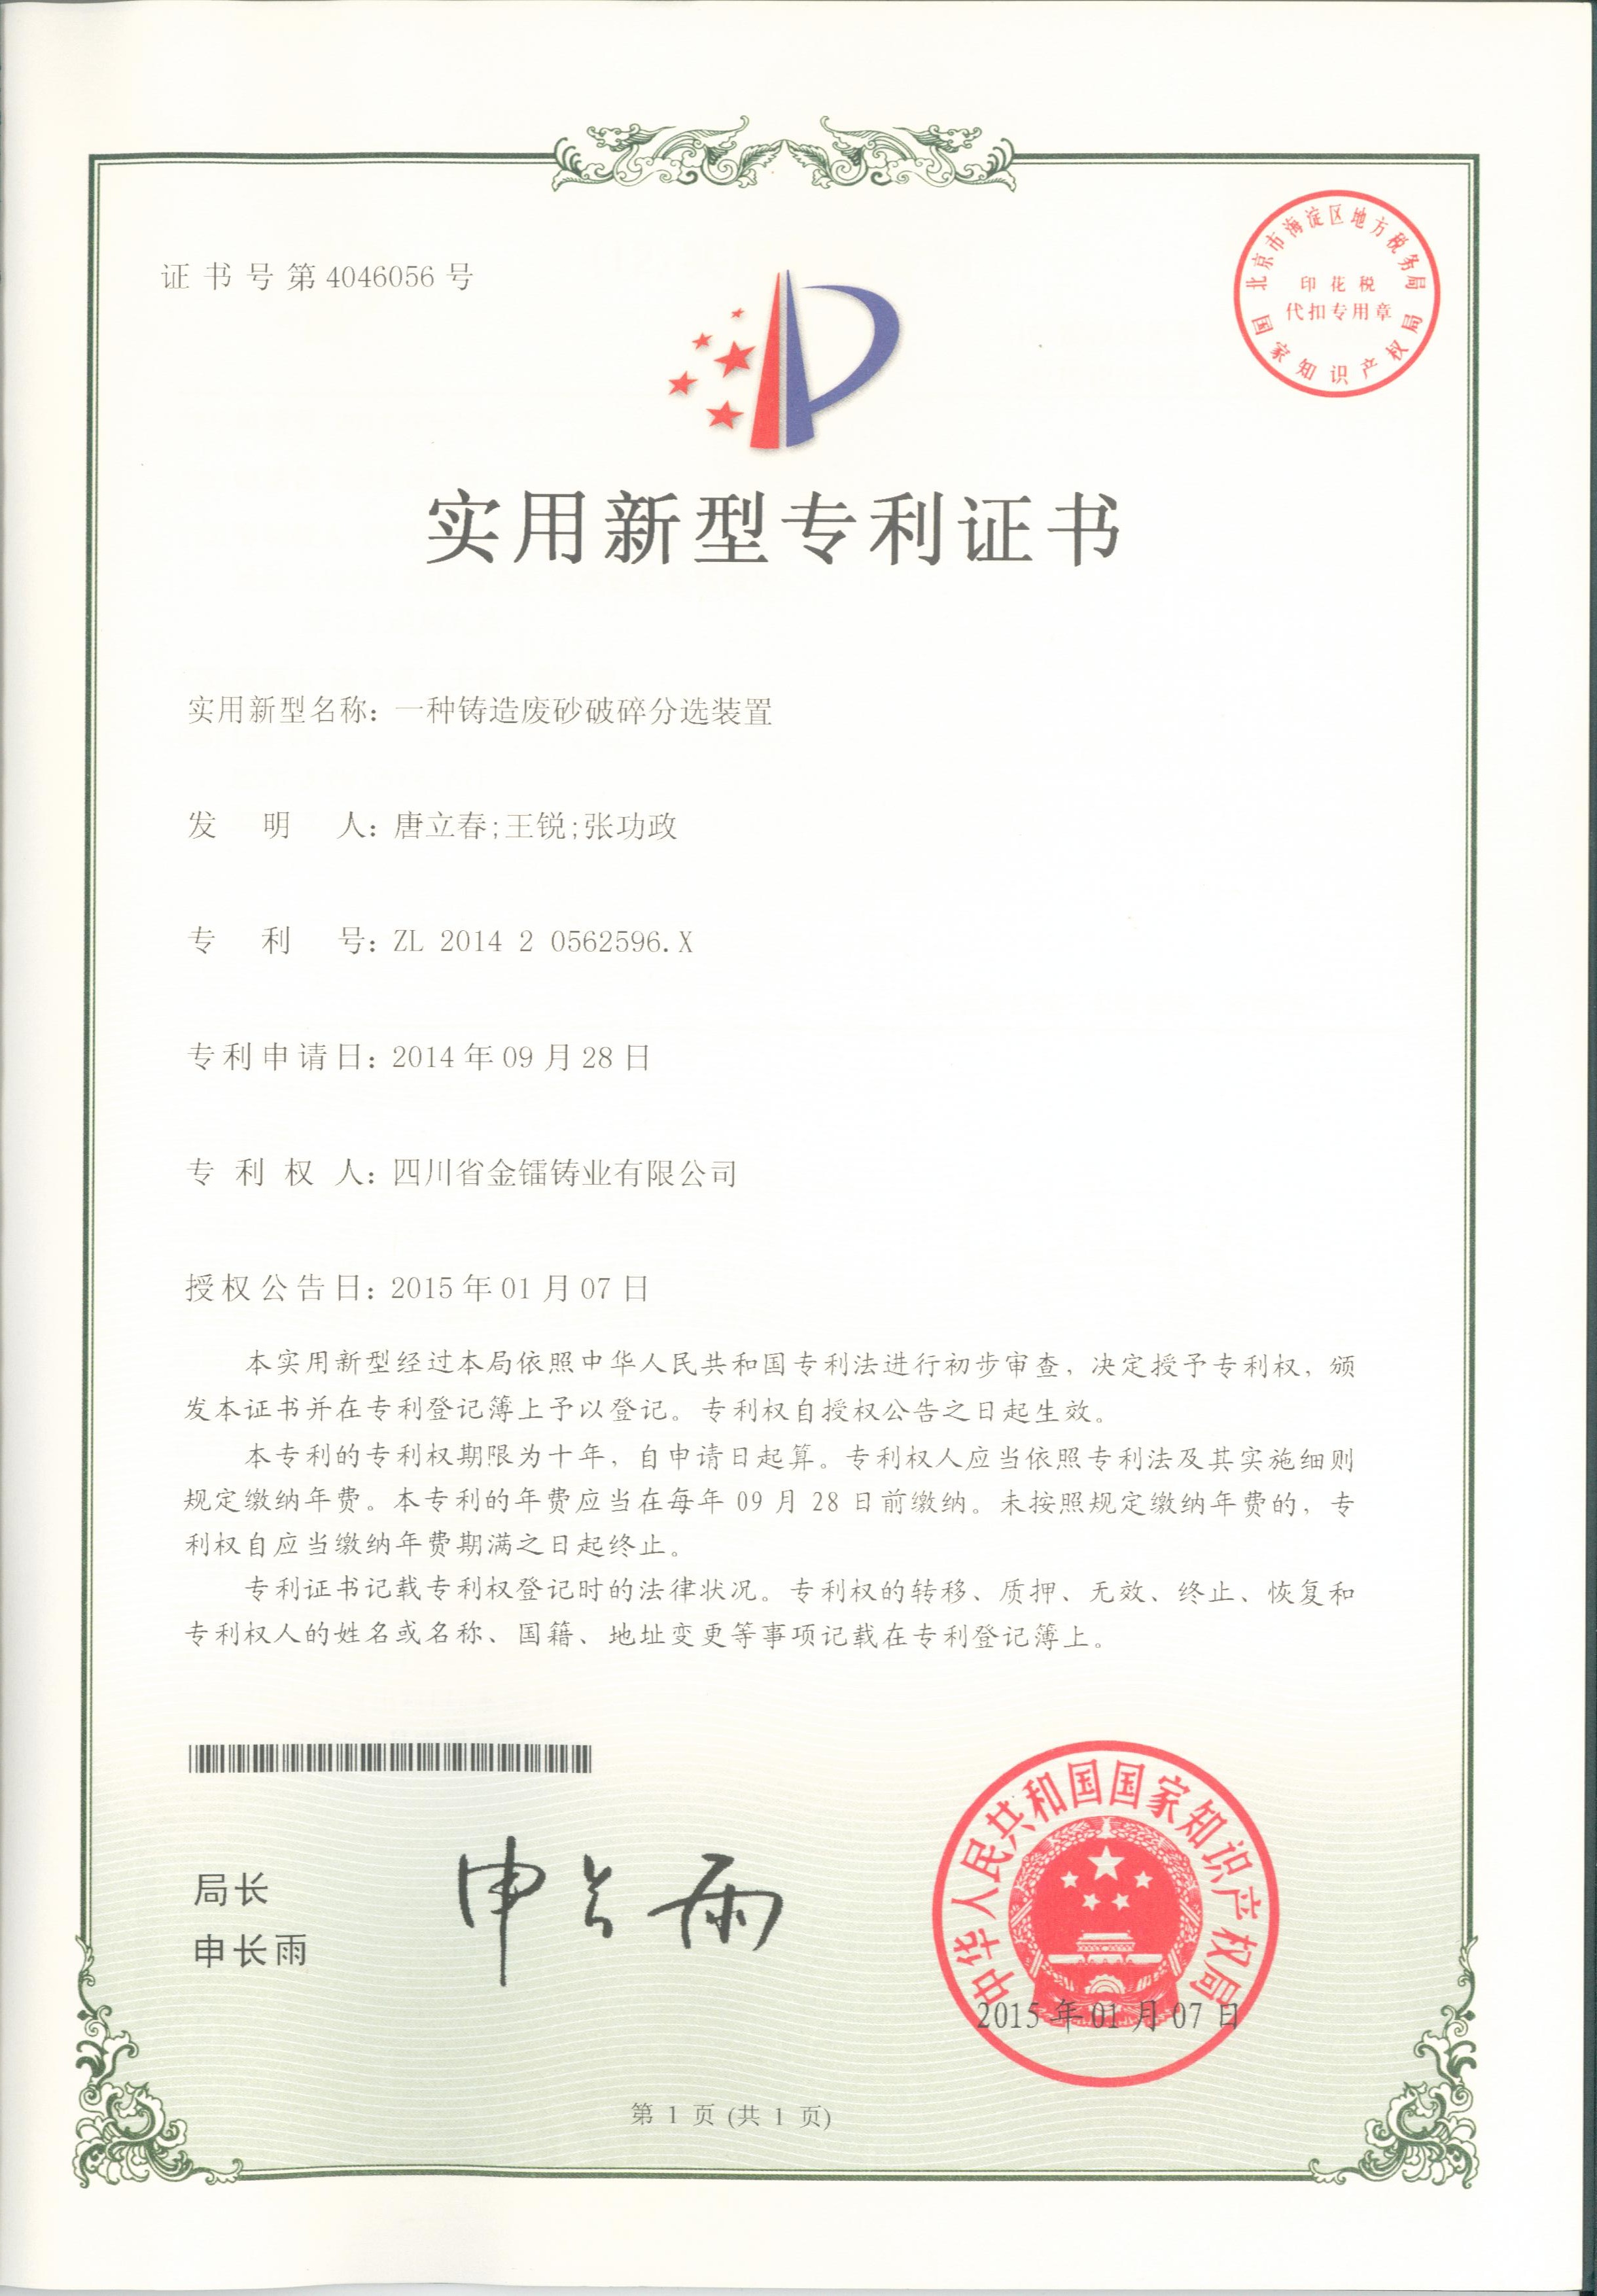 证书号第4046056号
北京市海淀区地方税务局
印花税
代扣专用章
国家知识产权局
实用新型专利证书
实用新型名称：一种铸造废砂破碎分选装置
发明人：唐立春;王锐;张功政
专利号：ZL 2014 2 0562596.X
专利申请日：2014年09月28日
专利权人：四川省金镭铸业有限公司
授权公告日：2015年01月07日
本实用新型经过本局依照中华人民共和国专利法进行初步审查，决定授予专利权，颁
发本证书并在专利登记簿上予以登记。专利权自授权公告之日起生效。
本专利的专利权期限为十年，自申请日起算。专利权人应当依照专利法及其实施细则
规定缴纳年费。本专利的年费应当在每年 09 月 28 日前缴纳。未按照规定缴纳年费的，专
利权自应当缴纳年费期满之日起终止。
专利证书记载专利权登记时的法律状况。专利权的转移、质押、无效、终止、恢复和
专利权人的姓名或名称、国籍、地址变更等事项记载在专利登记簿上。
局长
申长雨
申长雨
中华人民共和国国家知识产权局
2015年01月07日
第 1 页 (共 1 页)